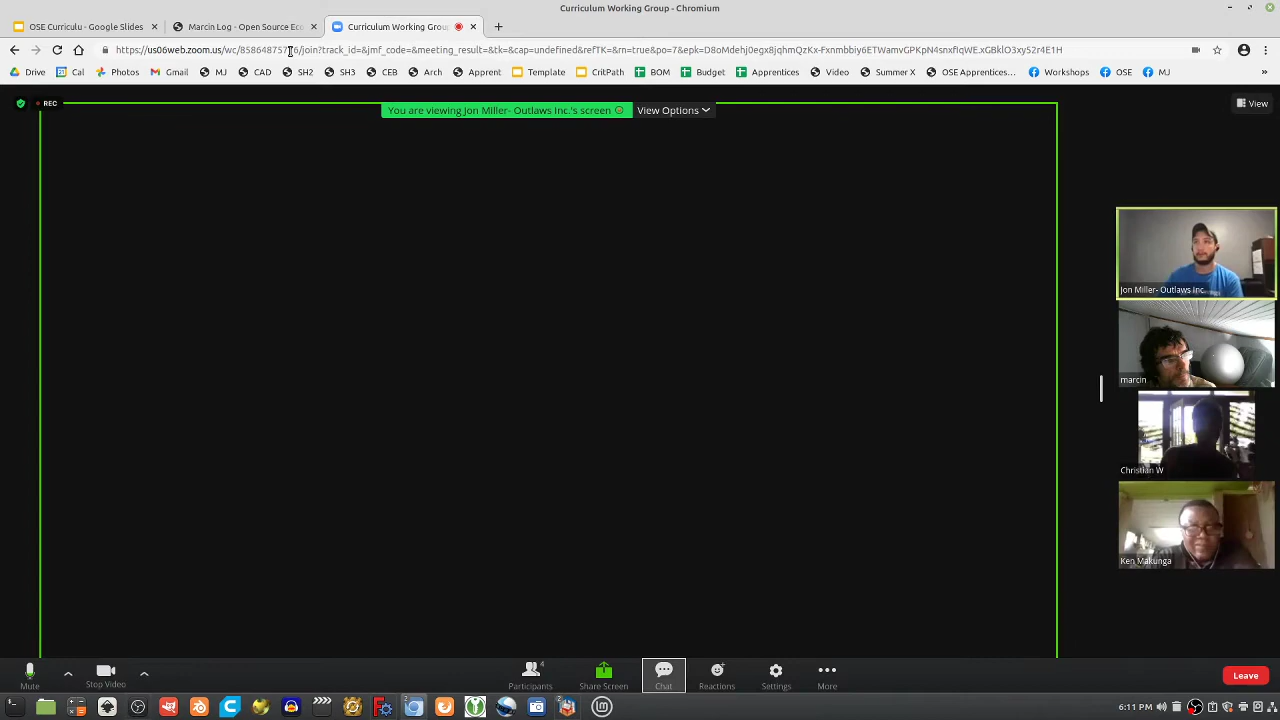 Curriculum Working Group - Chromium
OSE Curriculu - Google Slides
Marcin Log - Open Source Eco
Curriculum Working Grou
Drive
Cal
Photos
Gmail
MJ
CAD
SH2
SH3
CEB
Arch
Apprent
Template
CritPath
BOM
Budget
Apprentices
Video
Summer X
OSE Apprentices...
Workshops
OSE
MJ
REC
You are viewing Jon Miller- Outlaws Inc.'s screen
View Options
View
Jon Miller- Outlaws Inc.
marcin
Christian W
Ken Makunga
Mute
Stop Video
4
Participants
Share Screen
Chat
Reactions
Settings
More
Leave
6:11 PM